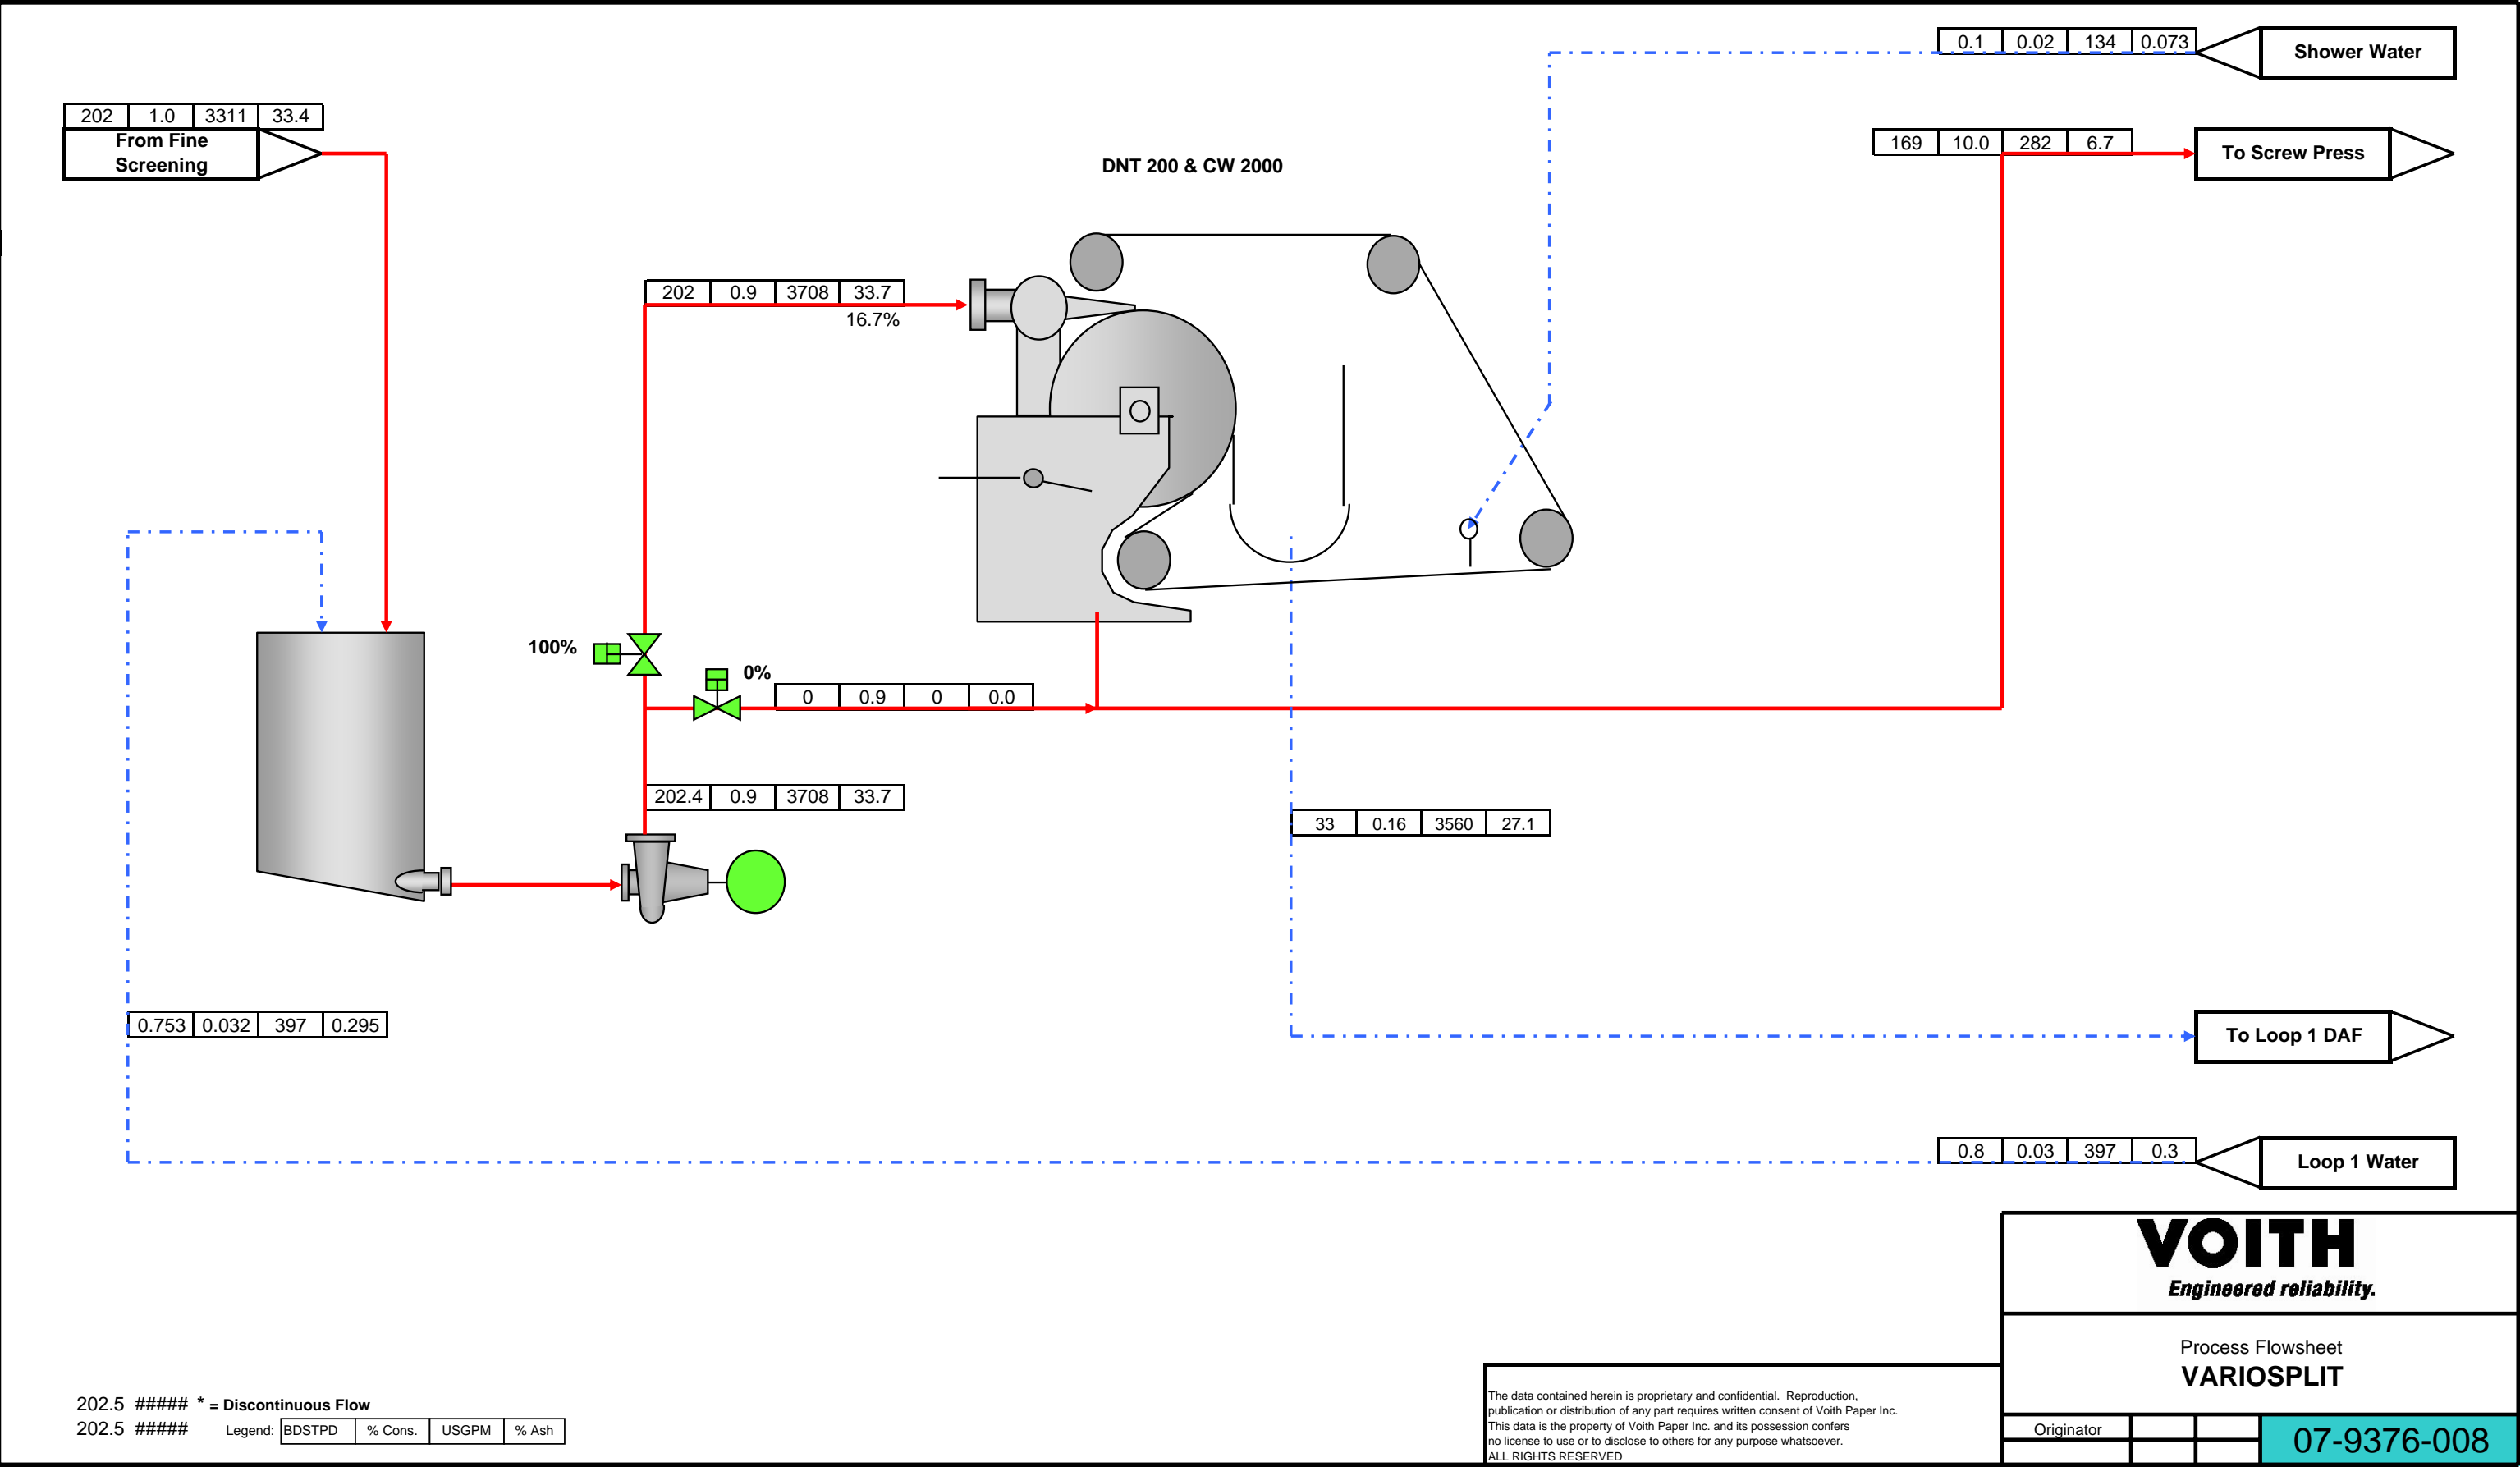 0.1 0.02 134 0.073
Shower Water
202 1.0 3311 33.4
From Fine
Screening
169 10.0 282 6.7
To Screw Press
DNT 200 & CW 2000
202 0.9 3708 33.7
16.7%
100%
0%
0 0.9 0 0.0
202.4 0.9 3708 33.7
33 0.16 3560 27.1
0.753 0.032 397 0.295
To Loop 1 DAF
0.8 0.03 397 0.3
Loop 1 Water
VOITH
Engineered reliability.
Process Flowsheet
VARIOSPLIT
The data contained herein is proprietary and confidential. Reproduction,
publication or distribution of any part requires written consent of Voith Paper Inc.
This data is the property of Voith Paper Inc. and its possession confers
no license to use or to disclose to others for any purpose whatsoever.
ALL RIGHTS RESERVED
202.5 ##### * = Discontinuous Flow
202.5 ##### Legend: BDSTPD % Cons. USGPM % Ash
Originator
07-9376-008